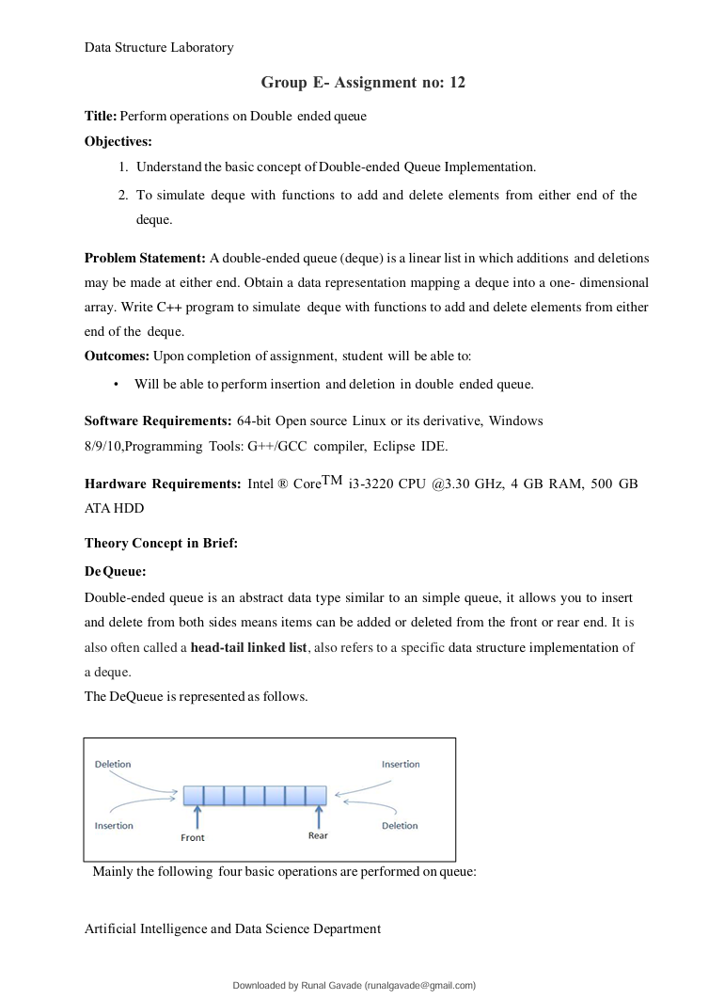 Data Structure Laboratory
Group E- Assignment no: 12
Title: Perform operations on Double ended queue
Objectives:
1. Understand the basic concept of Double-ended Queue Implementation.
2. To simulate deque with functions to add and delete elements from either end of the
deque.
Problem Statement: A double-ended queue (deque) is a linear list in which additions and deletions
may be made at either end. Obtain a data representation mapping a deque into a one- dimensional
array. Write C++ program to simulate deque with functions to add and delete elements from either
end of the deque.
Outcomes: Upon completion of assignment, student will be able to:
• Will be able to perform insertion and deletion in double ended queue.
Software Requirements: 64-bit Open source Linux or its derivative, Windows
8/9/10,Programming Tools: G++/GCC compiler, Eclipse IDE.
Hardware Requirements: Intel ® Core™ i3-3220 CPU @3.30 GHz, 4 GB RAM, 500 GB
ATA HDD
Theory Concept in Brief:
De Queue:
Double-ended queue is an abstract data type similar to an simple queue, it allows you to insert
and delete from both sides means items can be added or deleted from the front or rear end. It is
also often called a head-tail linked list, also refers to a specific data structure implementation of
a deque.
The DeQueue is represented as follows.
Deletion
Insertion
Insertion
Deletion
Front
Rear
Mainly the following four basic operations are performed on queue:
Artificial Intelligence and Data Science Department
Downloaded by Runal Gavade (runalgavade@gmail.com)